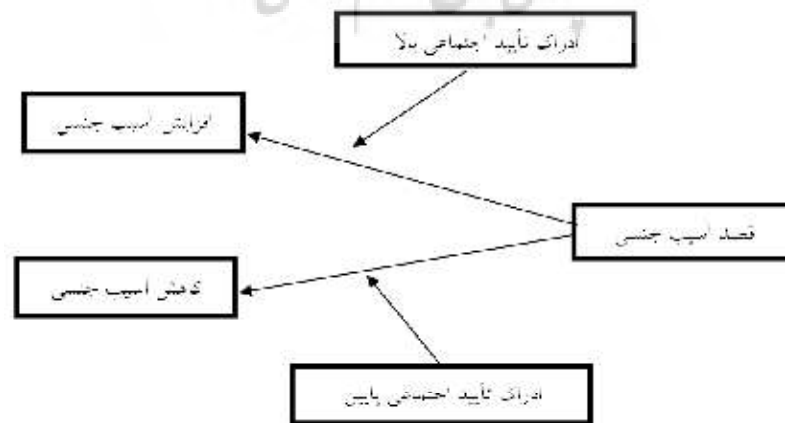 ادراک تأیید اجتماعی بالا
افزایش آسیب جنسی
قصد آسیب جنسی
کاهش آسیب جنسی
ادراک تأیید اجتماعی پایین